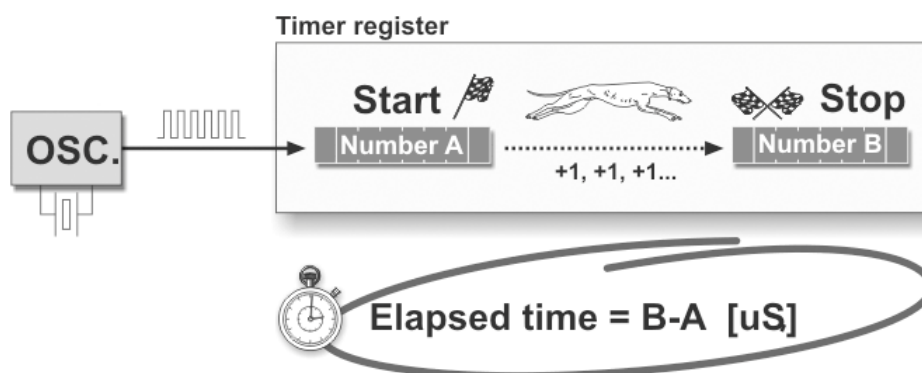 Timer register
Start
Stop
OSC.
Number A
Number B
+1, +1, +1...
Elapsed time = B-A [uS]